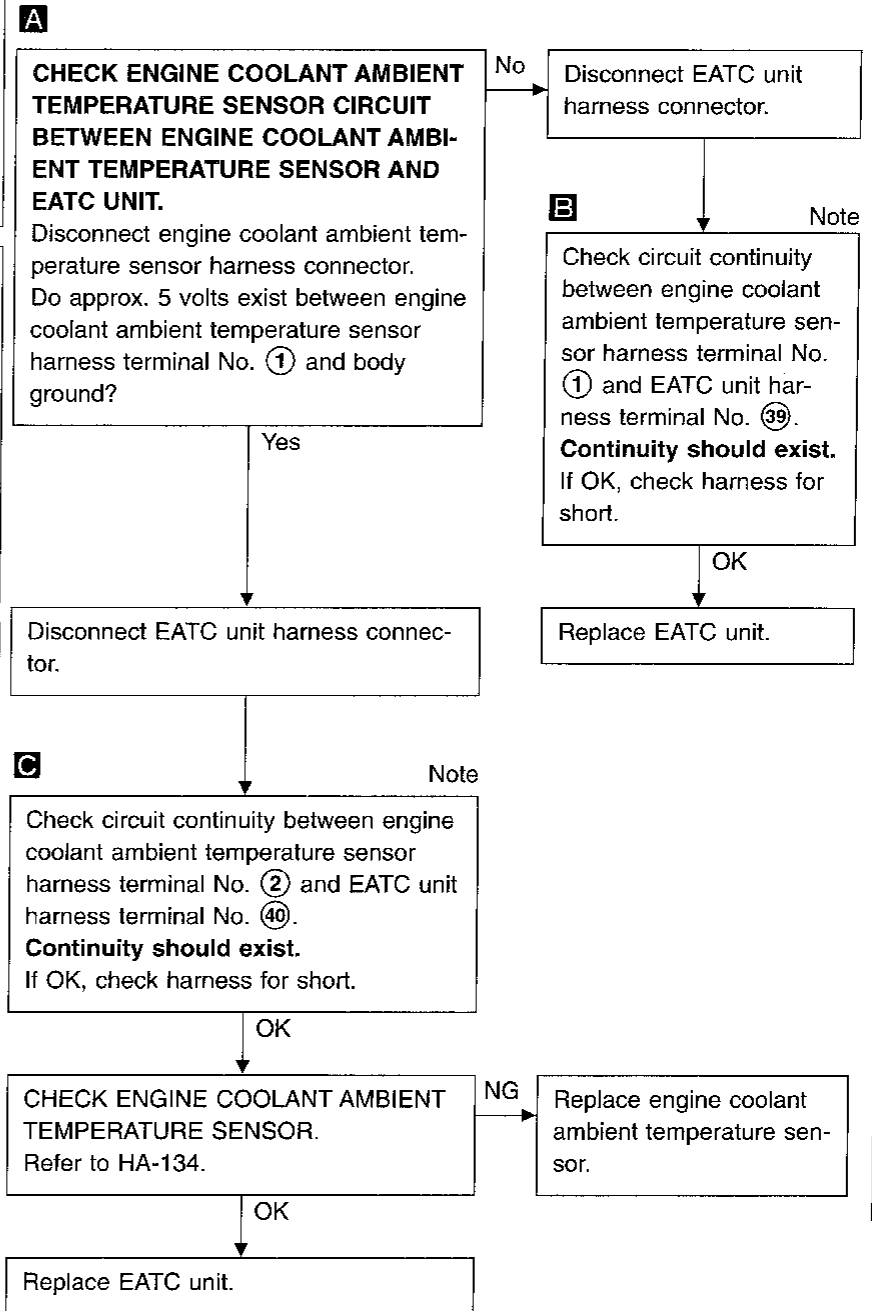 A
CHECK ENGINE COOLANT AMBIENT
TEMPERATURE SENSOR CIRCUIT
BETWEEN ENGINE COOLANT AMBI-
ENT TEMPERATURE SENSOR AND
EATC UNIT.
Disconnect engine coolant ambient tem-
perature sensor harness connector.
Do approx. 5 volts exist between engine
coolant ambient temperature sensor
harness terminal No. ① and body
ground?
No
Disconnect EATC unit
harness connector.
B
Note
Check circuit continuity
between engine coolant
ambient temperature sen-
sor harness terminal No.
① and EATC unit har-
ness terminal No. ㊴.
Continuity should exist.
If OK, check harness for
short.
OK
Replace EATC unit.
Yes
Disconnect EATC unit harness connec-
tor.
C
Note
Check circuit continuity between engine
coolant ambient temperature sensor
harness terminal No. ② and EATC unit
harness terminal No. ㊵.
Continuity should exist.
If OK, check harness for short.
OK
CHECK ENGINE COOLANT AMBIENT
TEMPERATURE SENSOR.
Refer to HA-134.
NG
Replace engine coolant
ambient temperature sen-
sor.
OK
Replace EATC unit.